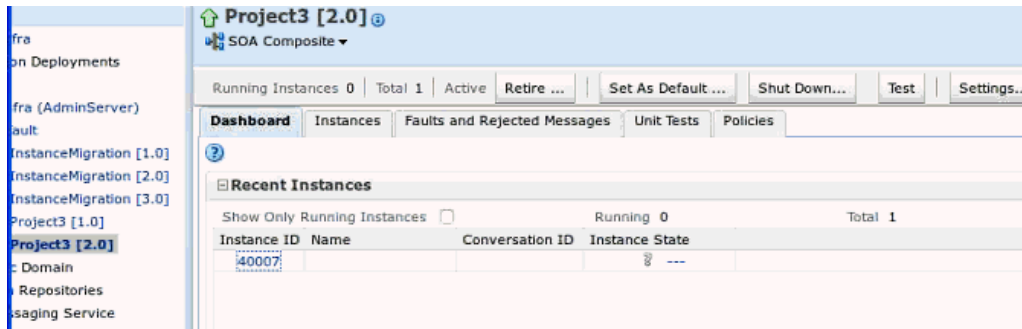 fra
on Deployments
fra (AdminServer)
ault
InstanceMigration [1.0]
InstanceMigration [2.0]
InstanceMigration [3.0]
Project3 [1.0]
Project3 [2.0]
c Domain
Repositories
ssaging Service
Project3 [2.0]
SOA Composite
Running Instances 0 Total 1 Active Retire ... Set As Default ... Shut Down... Test Settings..
Dashboard Instances Faults and Rejected Messages Unit Tests Policies
Recent Instances
Show Only Running Instances Running 0 Total 1
Instance ID Name Conversation ID Instance State
40007 ---